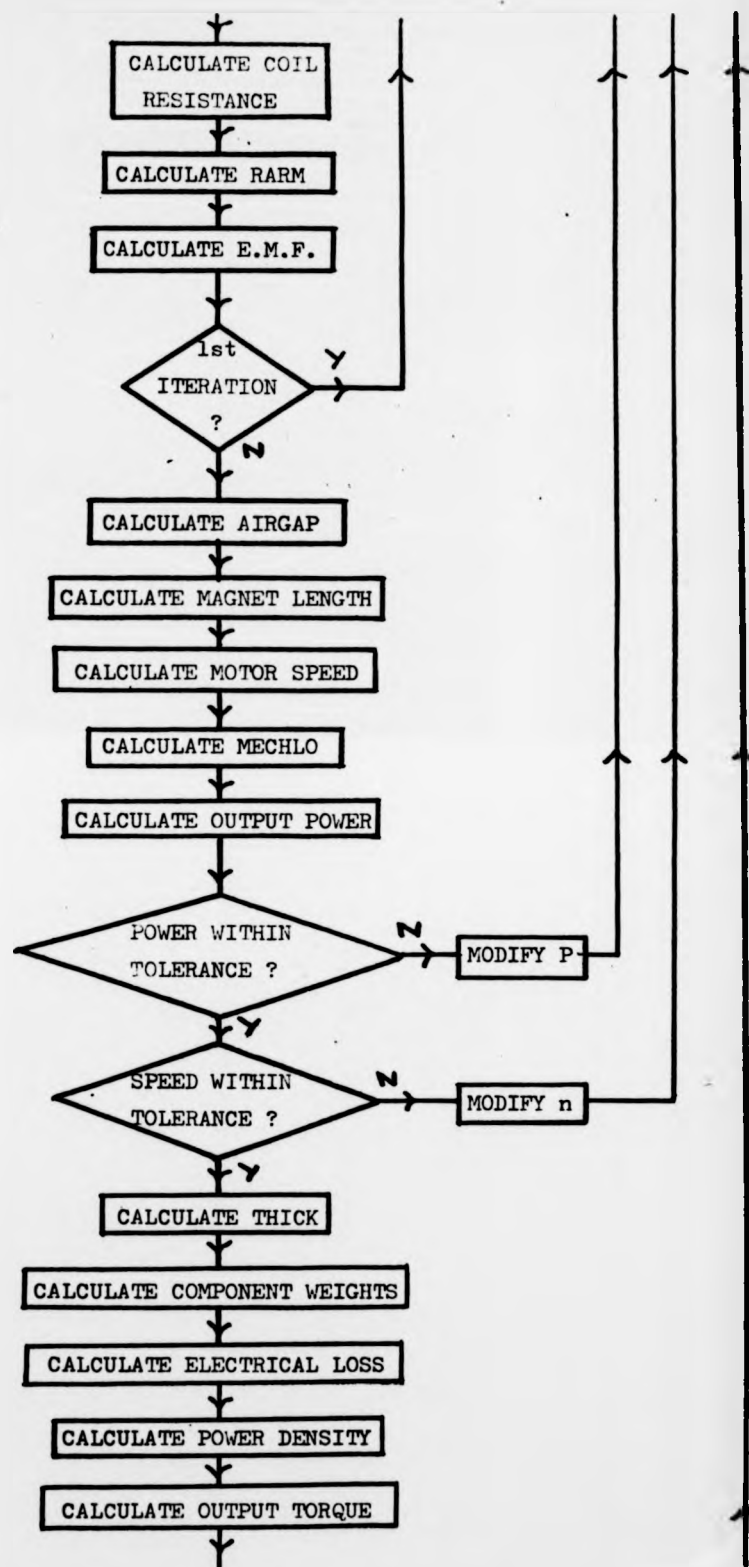 CALCULATE COIL
RESISTANCE
CALCULATE RARM
CALCULATE E.M.F.
1st
ITERATION
?
Y
N
CALCULATE AIRGAP
CALCULATE MAGNET LENGTH
CALCULATE MOTOR SPEED
CALCULATE MECHLO
CALCULATE OUTPUT POWER
POWER WITHIN
TOLERANCE ?
N
MODIFY P
Y
SPEED WITHIN
TOLERANCE ?
N
MODIFY n
Y
CALCULATE THICK
CALCULATE COMPONENT WEIGHTS
CALCULATE ELECTRICAL LOSS
CALCULATE POWER DENSITY
CALCULATE OUTPUT TORQUE